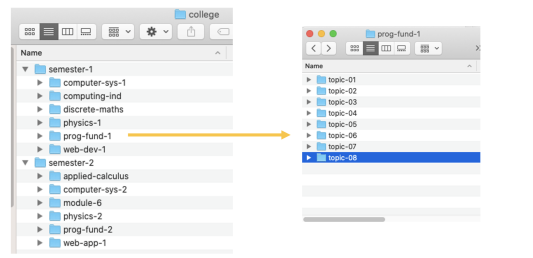 college
Name
semester-1
computer-sys-1
computing-ind
discrete-maths
physics-1
prog-fund-1
web-dev-1
semester-2
applied-calculus
computer-sys-2
module-6
physics-2
prog-fund-2
web-app-1
prog-fund-1
Name
topic-01
topic-02
topic-03
topic-04
topic-05
topic-06
topic-07
topic-08